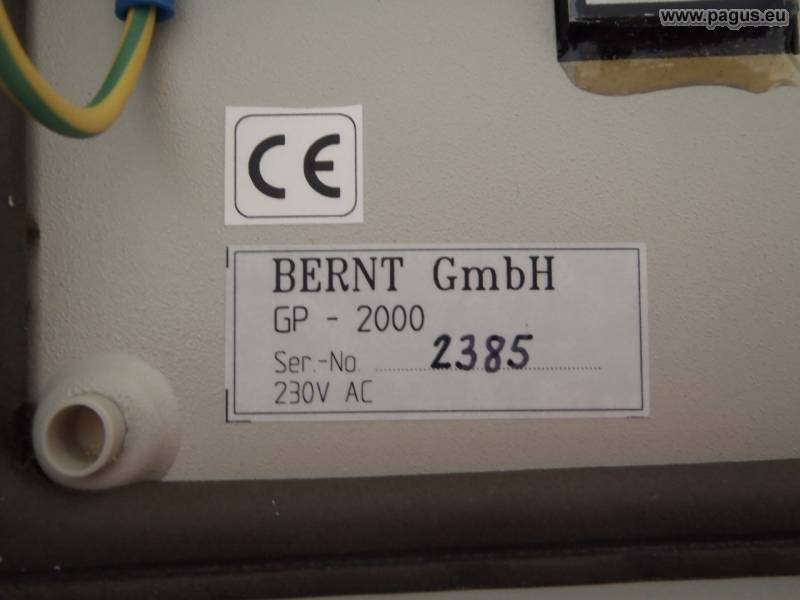 www.pagus.eu
CE
BERNT GmbH
GP - 2000
Ser.-No. 2385
230V AC